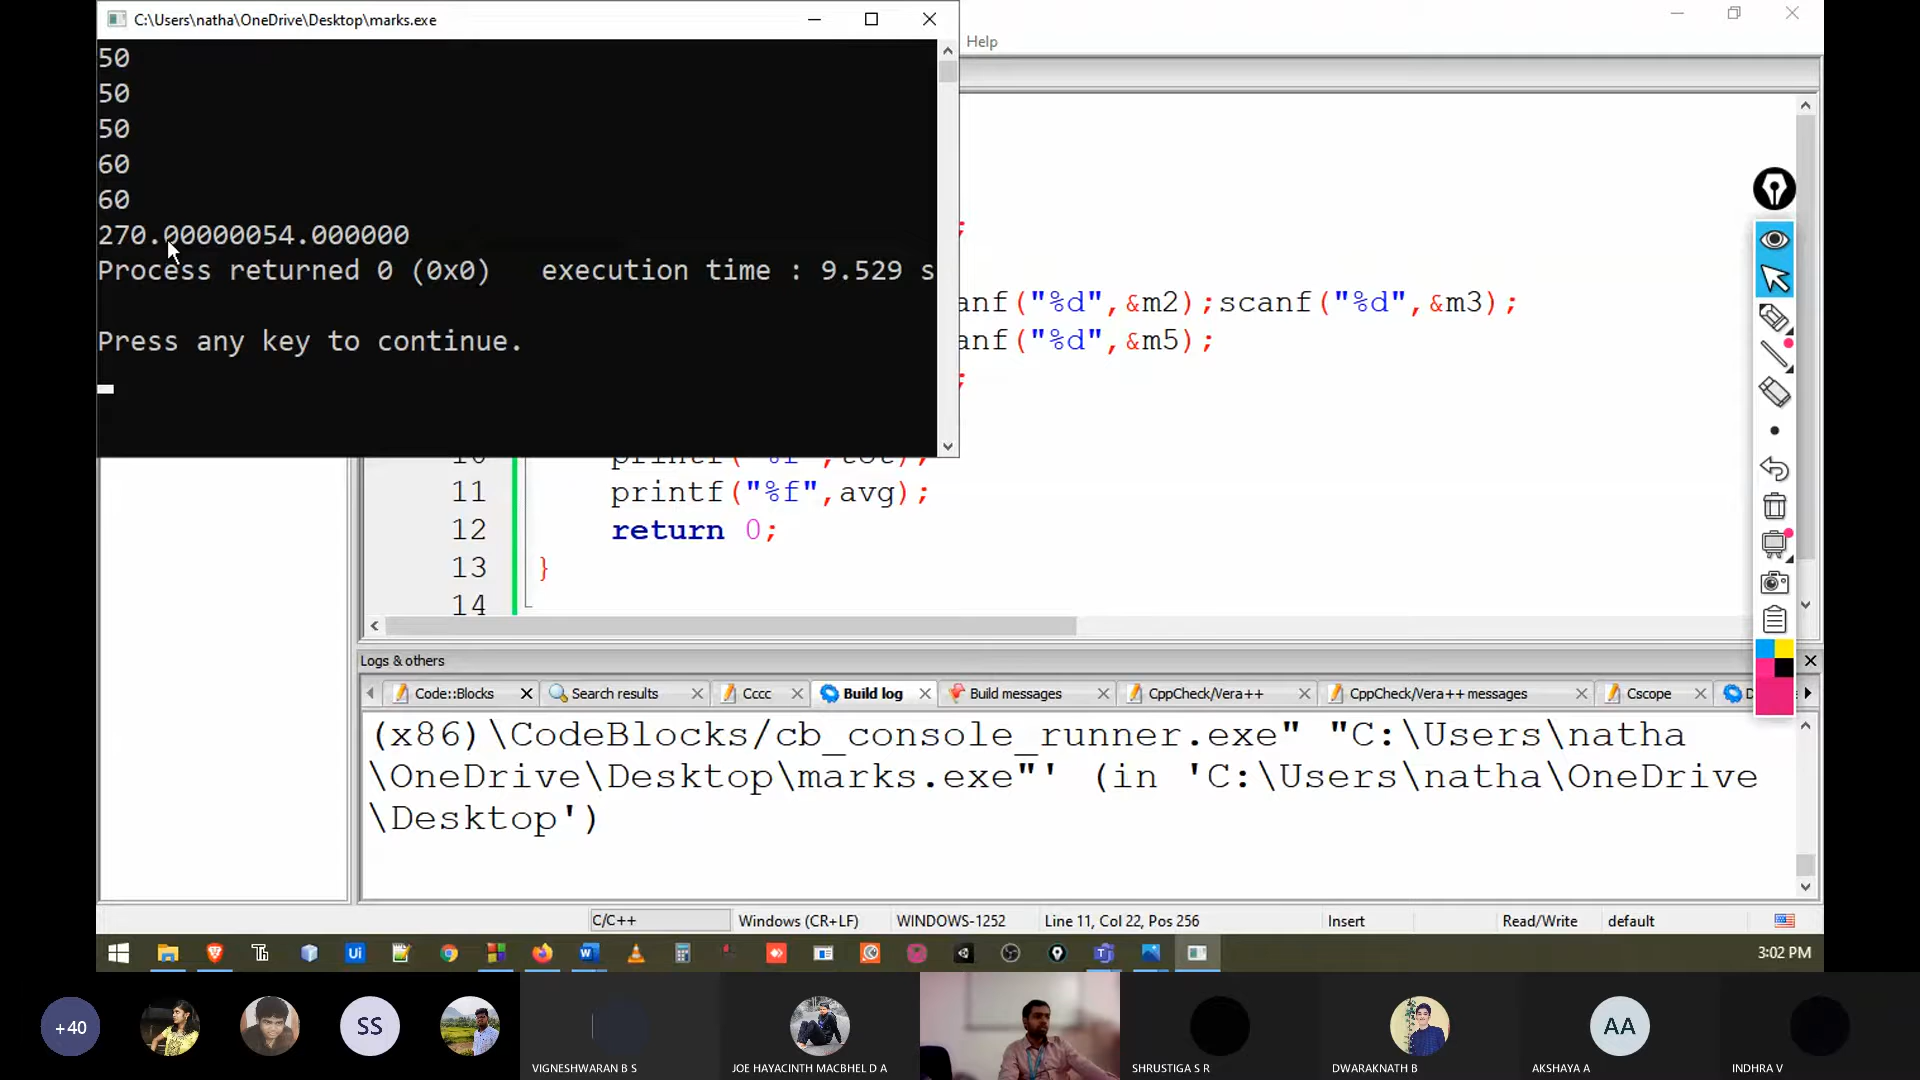 C:\Users\natha\OneDrive\Desktop\marks.exe
50
50
50
60
60
270.00000054.000000
Process returned 0 (0x0)   execution time : 9.529 s
Press any key to continue.
Help
;
anf("%d",&m2);scanf("%d",&m3);
anf("%d",&m5);
;
10 printf("%f",tot);
11 printf("%f",avg);
12 return 0;
13 }
14
Logs & others
Code::Blocks Search results Cccc Build log Build messages CppCheck/Vera++ CppCheck/Vera++ messages Cscope
(x86)\CodeBlocks/cb_console_runner.exe" "C:\Users\natha
\OneDrive\Desktop\marks.exe"' (in 'C:\Users\natha\OneDrive
\Desktop')
C/C++ Windows (CR+LF) WINDOWS-1252 Line 11, Col 22, Pos 256 Insert Read/Write default
Ui 3:02 PM
+40 SS AA
VIGNESHWARAN B S JOE HAYACINTH MACBHEL D A SHRUSTIGA S R DWARAKNATH B AKSHAYA A INDHRA V